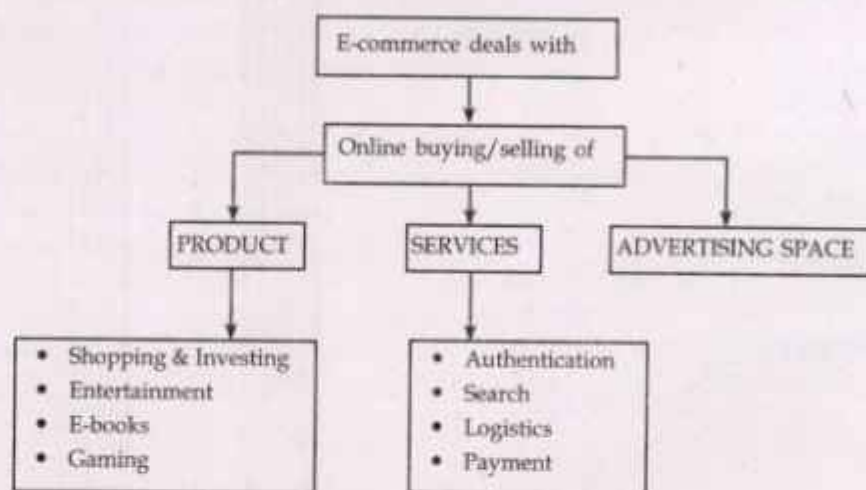 E-commerce deals with
Online buying/selling of
PRODUCT
SERVICES
ADVERTISING SPACE
• Shopping & Investing
• Entertainment
• E-books
• Gaming
• Authentication
• Search
• Logistics
• Payment